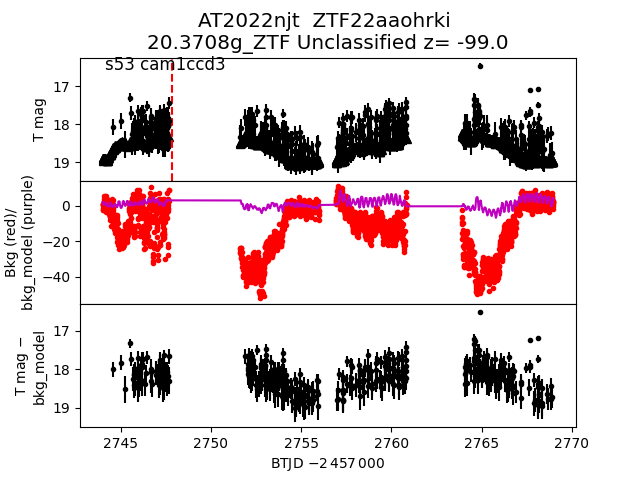 AT2022njt  ZTF22aaohrki
20.3708g_ZTF Unclassified z= -99.0
s53 cam1ccd3
T mag
17
18
19
Bkg (red)/
bkg_model (purple)
0
−20
−40
T mag −
bkg_model
17
18
19
2745 2750 2755 2760 2765 2770
BTJD −2 457 000